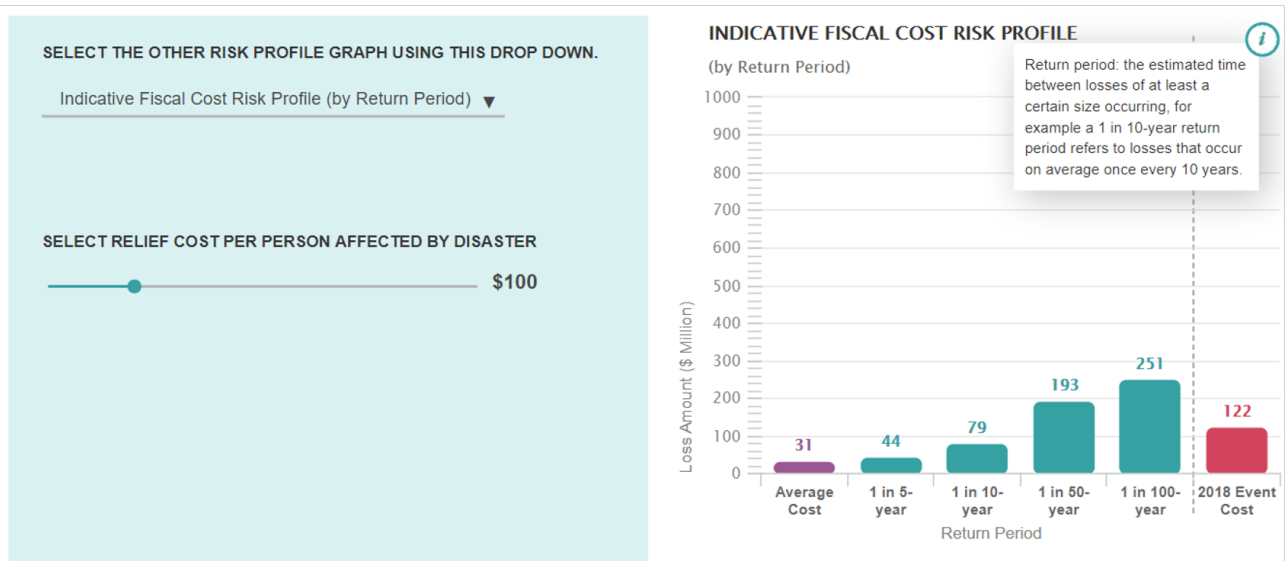 SELECT THE OTHER RISK PROFILE GRAPH USING THIS DROP DOWN.
Indicative Fiscal Cost Risk Profile (by Return Period) ▼
SELECT RELIEF COST PER PERSON AFFECTED BY DISASTER
$100
INDICATIVE FISCAL COST RISK PROFILE
(by Return Period)
i
Return period: the estimated time
between losses of at least a
certain size occurring, for
example a 1 in 10-year return
period refers to losses that occur
on average once every 10 years.
Loss Amount ($ Million)
1000
900
800
700
600
500
400
300
200
100
0
31
44
79
193
251
122
Average
Cost
1 in 5-
year
1 in 10-
year
1 in 50-
year
1 in 100-
year
2018 Event
Cost
Return Period